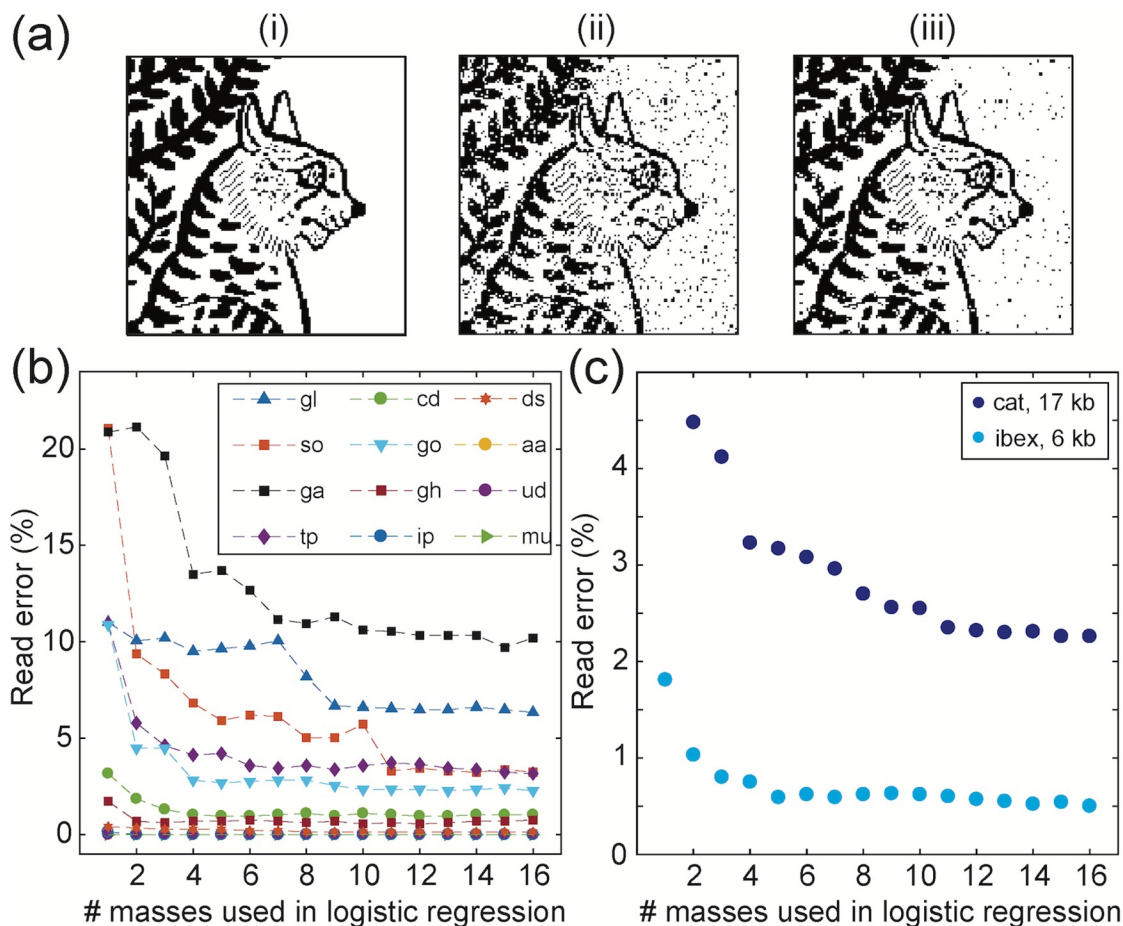 (a)
(i) (ii) (iii)
(b)
gl cd ds
so go aa
ga gh ud
tp ip mu
Read error (%)
20
15
10
5
0
2 4 6 8 10 12 14 16
# masses used in logistic regression
(c)
cat, 17 kb
ibex, 6 kb
Read error (%)
5
4
3
2
1
0
2 4 6 8 10 12 14 16
# masses used in logistic regression